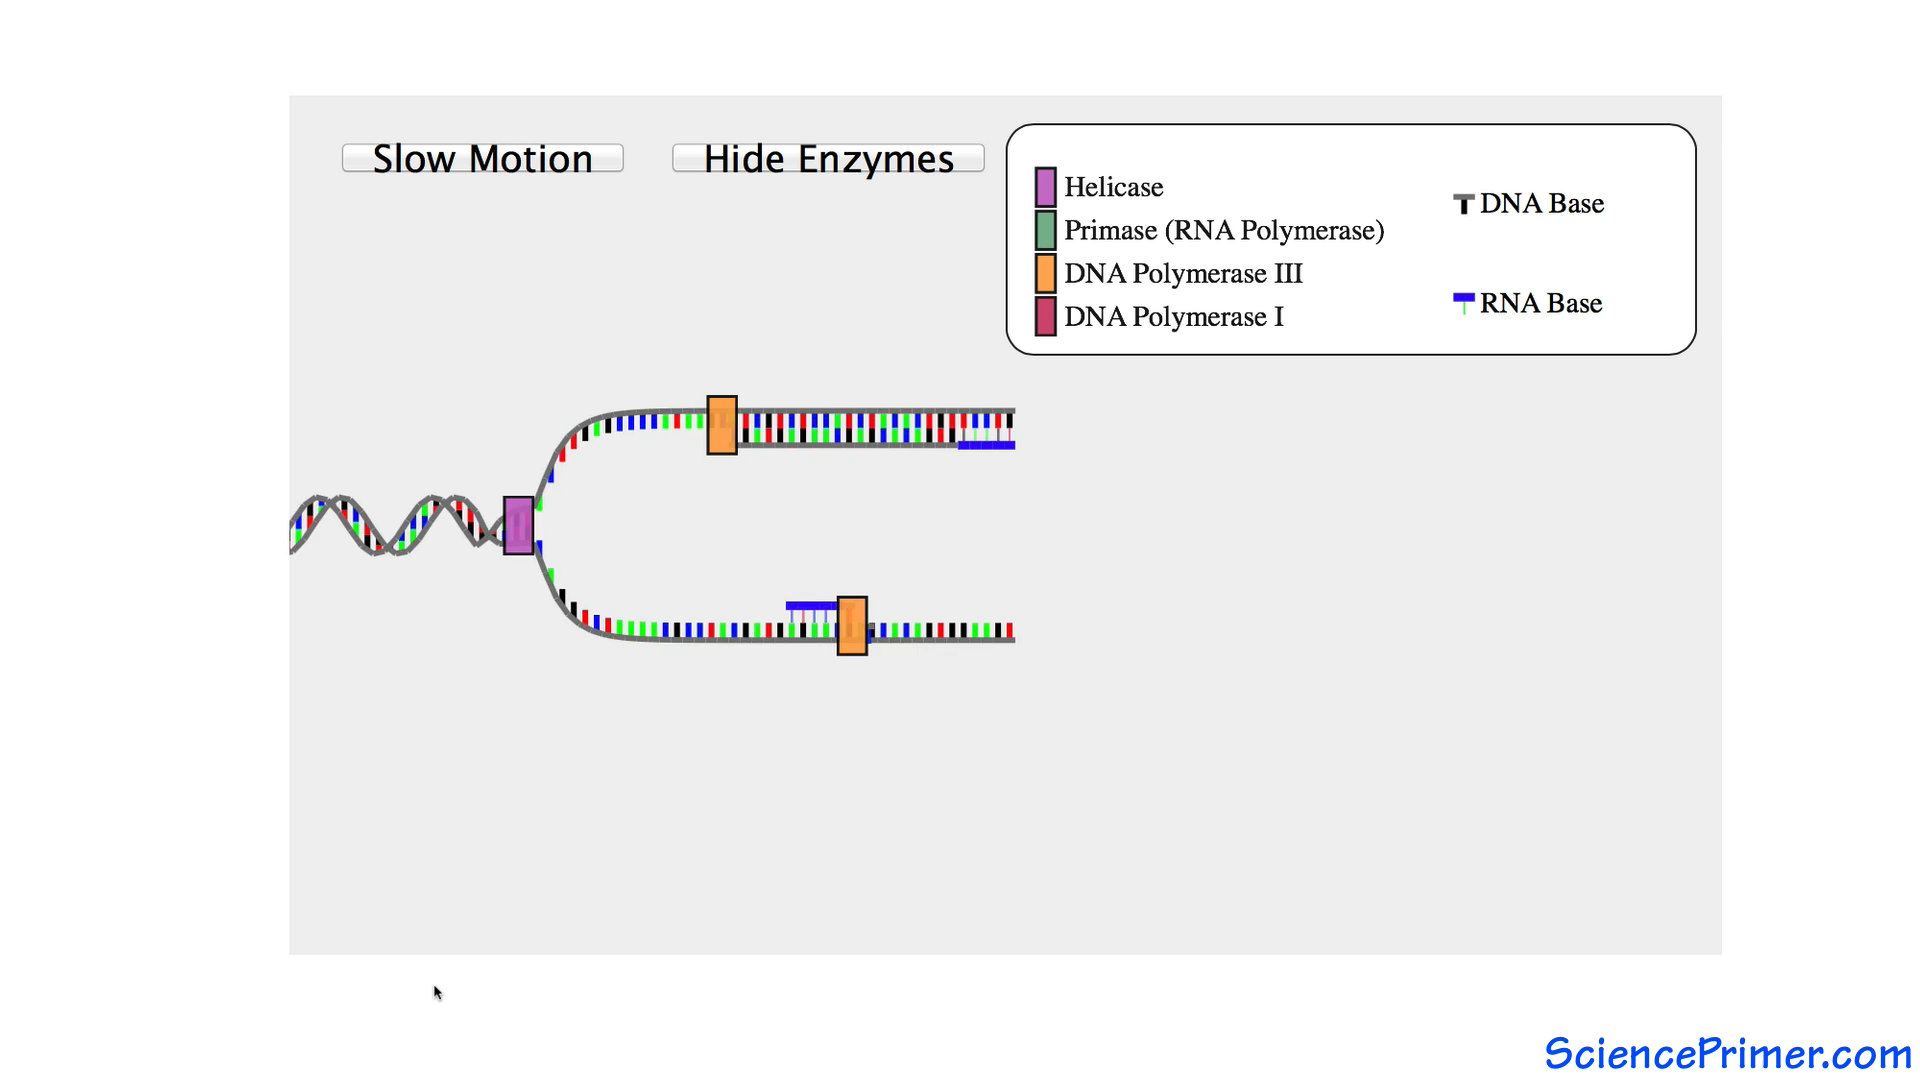 Slow Motion
Hide Enzymes
Helicase
Primase (RNA Polymerase)
DNA Polymerase III
DNA Polymerase I
DNA Base
RNA Base
SciencePrimer.com